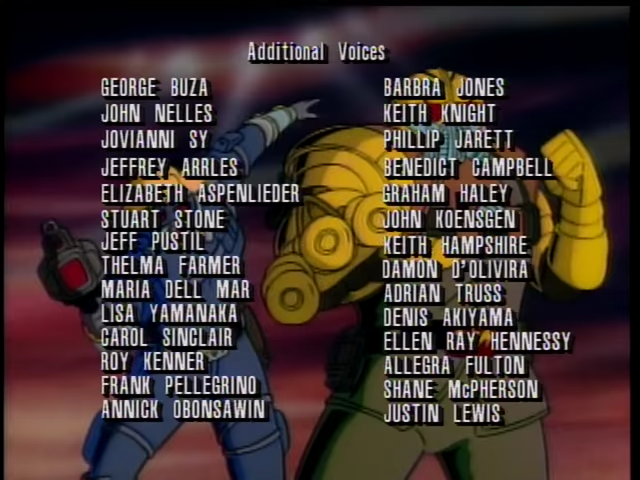 Additional Voices
GEORGE BUZA
JOHN NELLES
JOVIANNI SY
JEFFREY ARRLES
ELIZABETH ASPENLIEDER
STUART STONE
JEFF PUSTIL
THELMA FARMER
MARIA DELL MAR
LISA YAMANAKA
CAROL SINCLAIR
ROY KENNER
FRANK PELLEGRINO
ANNICK OBONSAWIN
BARBRA JONES
KEITH KNIGHT
PHILLIP JARETT
BENEDICT CAMPBELL
GRAHAM HALEY
JOHN KOENSGEN
KEITH HAMPSHIRE
DAMON D'OLIVIRA
ADRIAN TRUSS
DENIS AKIYAMA
ELLEN RAY HENNESSY
ALLEGRA FULTON
SHANE McPHERSON
JUSTIN LEWIS